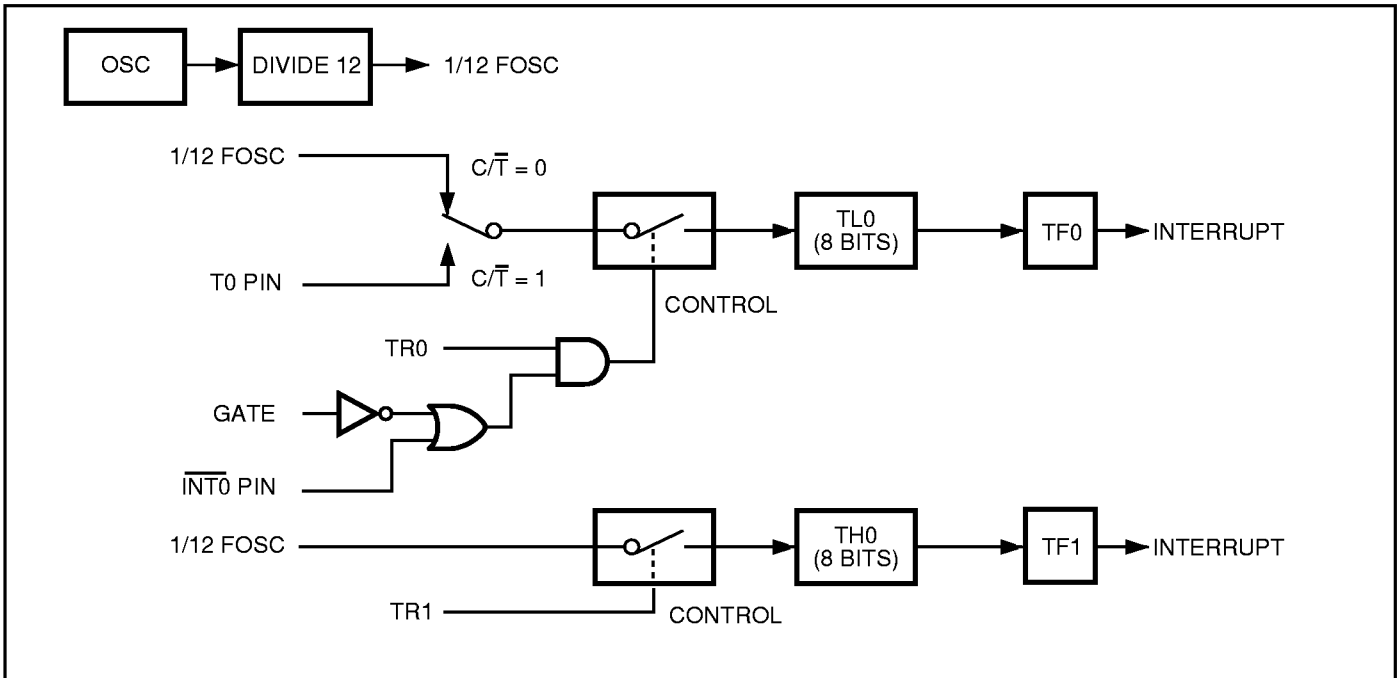 OSC
DIVIDE 12
1/12 FOSC
1/12 FOSC
C/T̅ = 0
TL0
(8 BITS)
TF0
INTERRUPT
T0 PIN
C/T̅ = 1
CONTROL
TR0
GATE
I̅N̅T̅0̅ PIN
1/12 FOSC
TH0
(8 BITS)
TF1
INTERRUPT
TR1
CONTROL